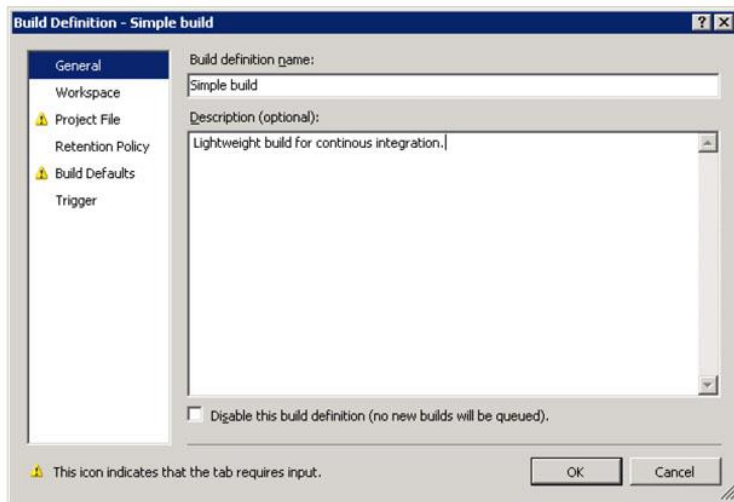 Build Definition - Simple build
General
Workspace
Project File
Retention Policy
Build Defaults
Trigger
Build definition name:
Simple build
Description (optional):
Lightweight build for continous integration.
Disable this build definition (no new builds will be queued).
This icon indicates that the tab requires input.
OK
Cancel